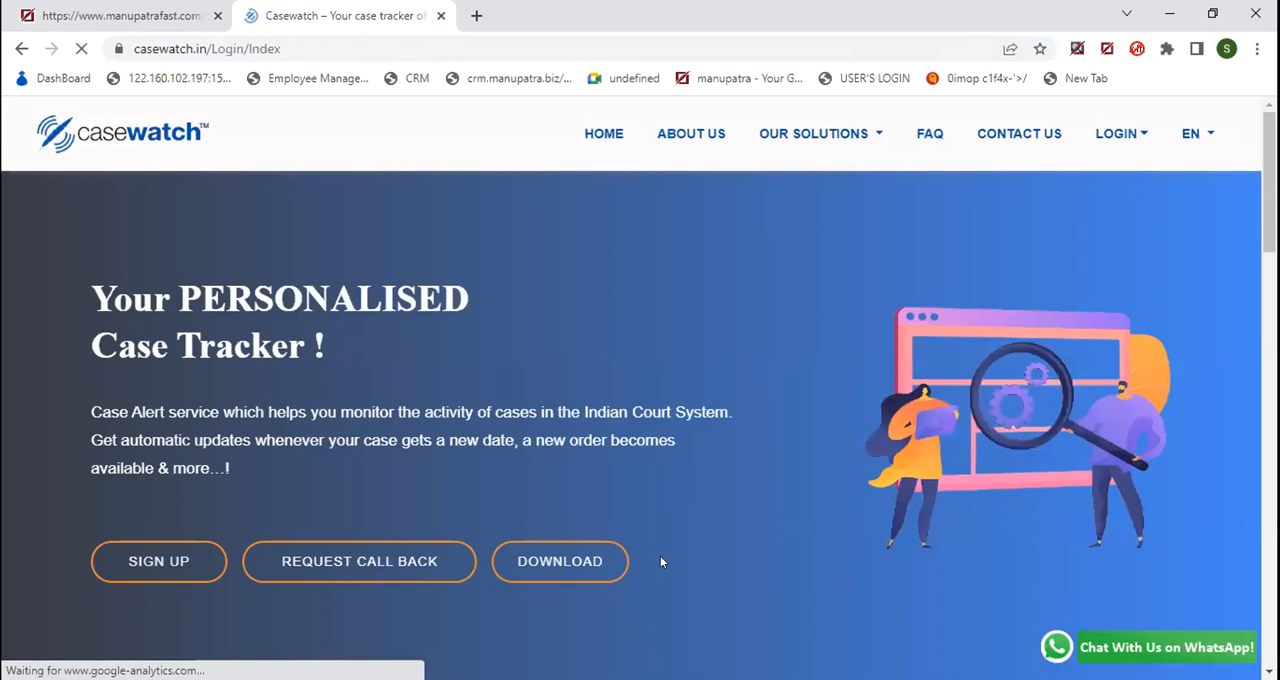 https://www.manupatrafast.com
Casewatch – Your case tracker of
casewatch.in/Login/Index
S
DashBoard
122.160.102.197:15...
Employee Manage...
CRM
crm.manupatra.biz/...
undefined
manupatra - Your G...
USER'S LOGIN
0imop c1f4x-'>/
New Tab
casewatch™
HOME
ABOUT US
OUR SOLUTIONS
FAQ
CONTACT US
LOGIN
EN
Your PERSONALISED
Case Tracker !
Case Alert service which helps you monitor the activity of cases in the Indian Court System.
Get automatic updates whenever your case gets a new date, a new order becomes
available & more...!
SIGN UP
REQUEST CALL BACK
DOWNLOAD
Chat With Us on WhatsApp!
Waiting for www.google-analytics.com...